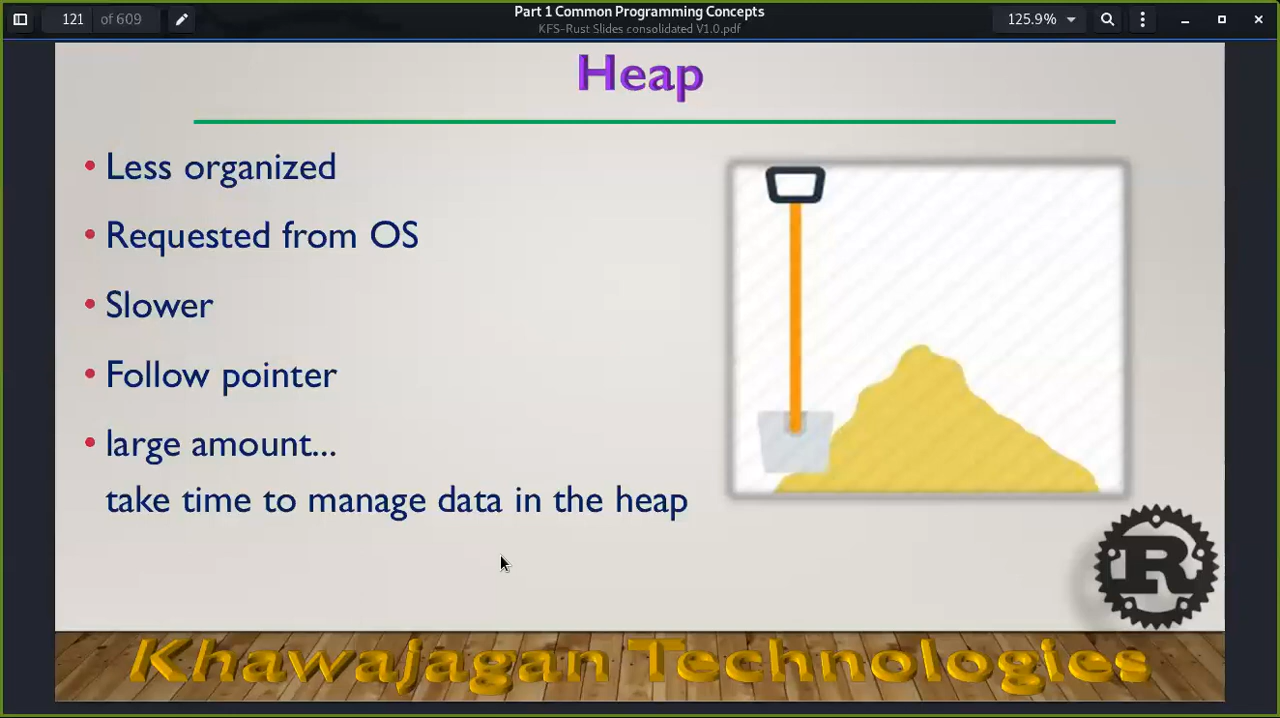 121 of 609
Part 1 Common Programming Concepts
KFS-Rust Slides consolidated V1.0.pdf
125.9%
Heap
• Less organized
• Requested from OS
• Slower
• Follow pointer
• large amount...
take time to manage data in the heap
R
Khawajagan Technologies